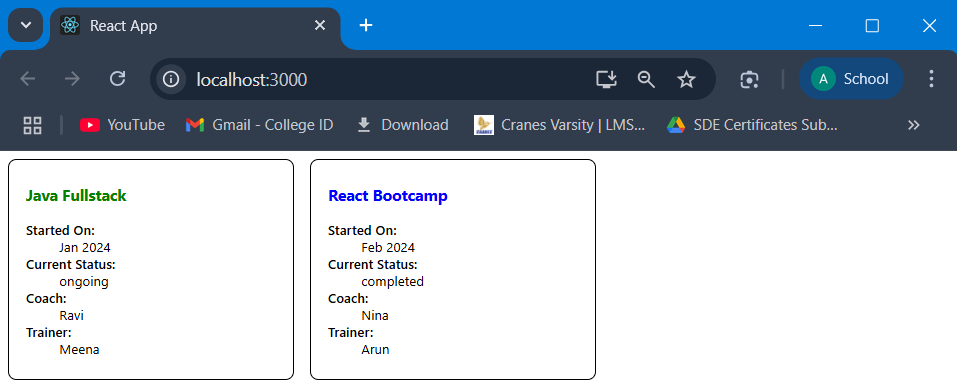 React App
localhost:3000
A School
YouTube Gmail - College ID Download Cranes Varsity | LMS... SDE Certificates Sub...
Java Fullstack
Started On:
Jan 2024
Current Status:
ongoing
Coach:
Ravi
Trainer:
Meena
React Bootcamp
Started On:
Feb 2024
Current Status:
completed
Coach:
Nina
Trainer:
Arun